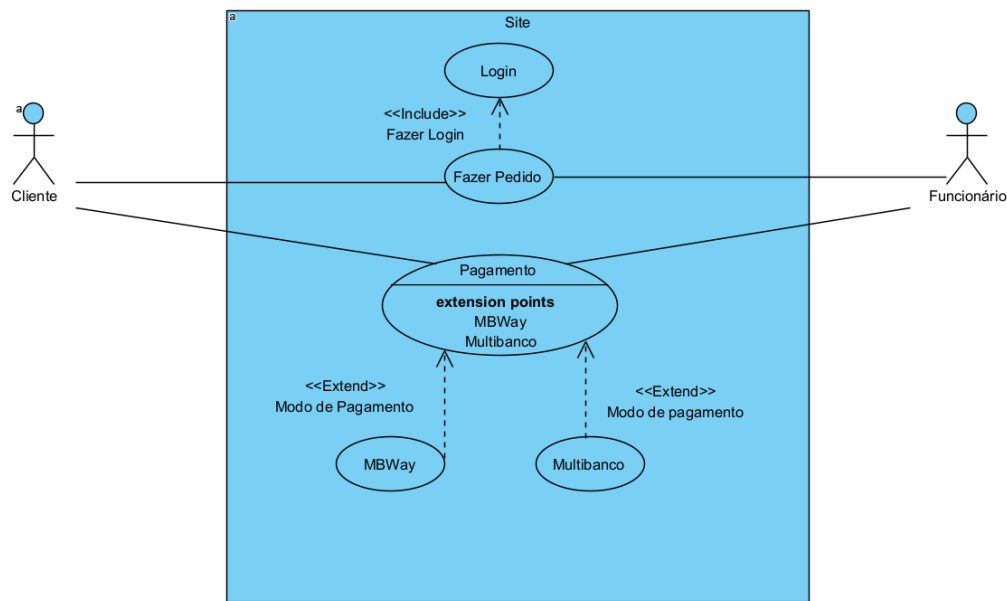 a
Site
Login
<<Include>>
Fazer Login
a
Fazer Pedido
Cliente
Funcionário
Pagamento
extension points
MBWay
Multibanco
<<Extend>>
Modo de Pagamento
<<Extend>>
Modo de pagamento
MBWay
Multibanco